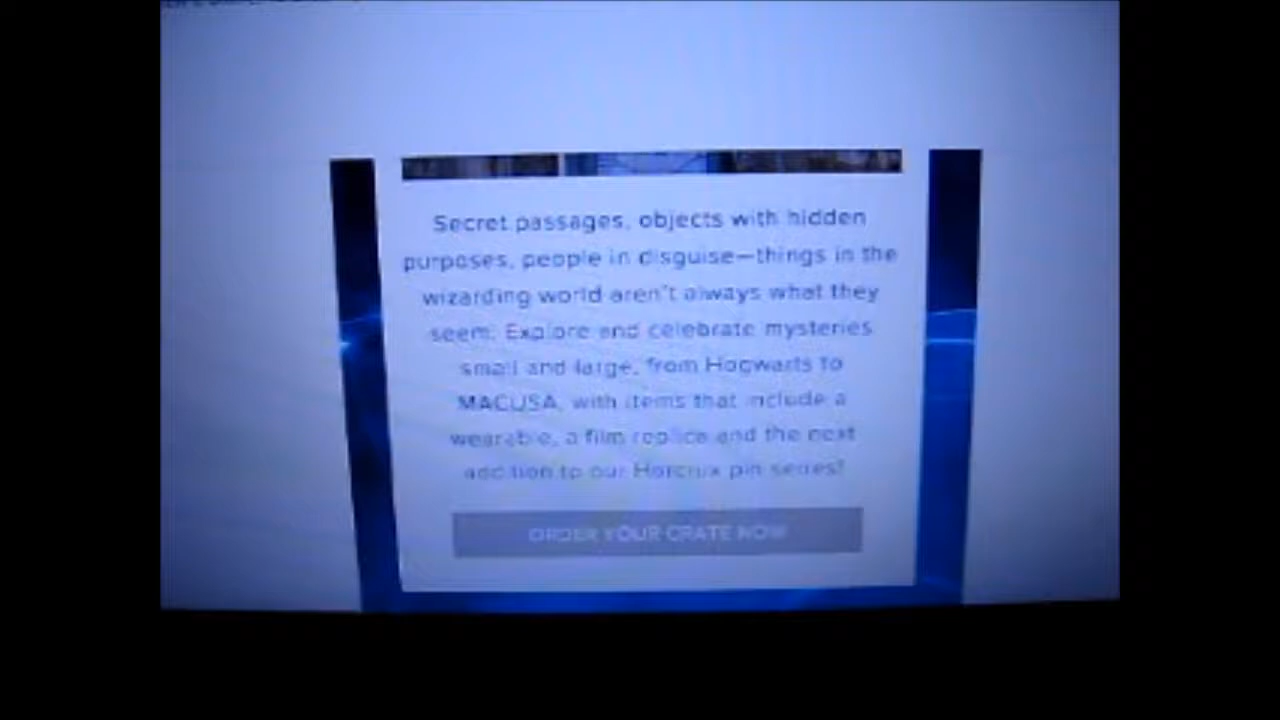 Secret passages, objects with hidden
purposes, people in disguise—things in the
wizarding world aren't always what they
seem. Explore and celebrate mysteries
small and large, from Hogwarts to
MACUSA, with items that include a
wearable, a film replica and the next
addition to our Horcrux pin series!
ORDER YOUR CRATE NOW